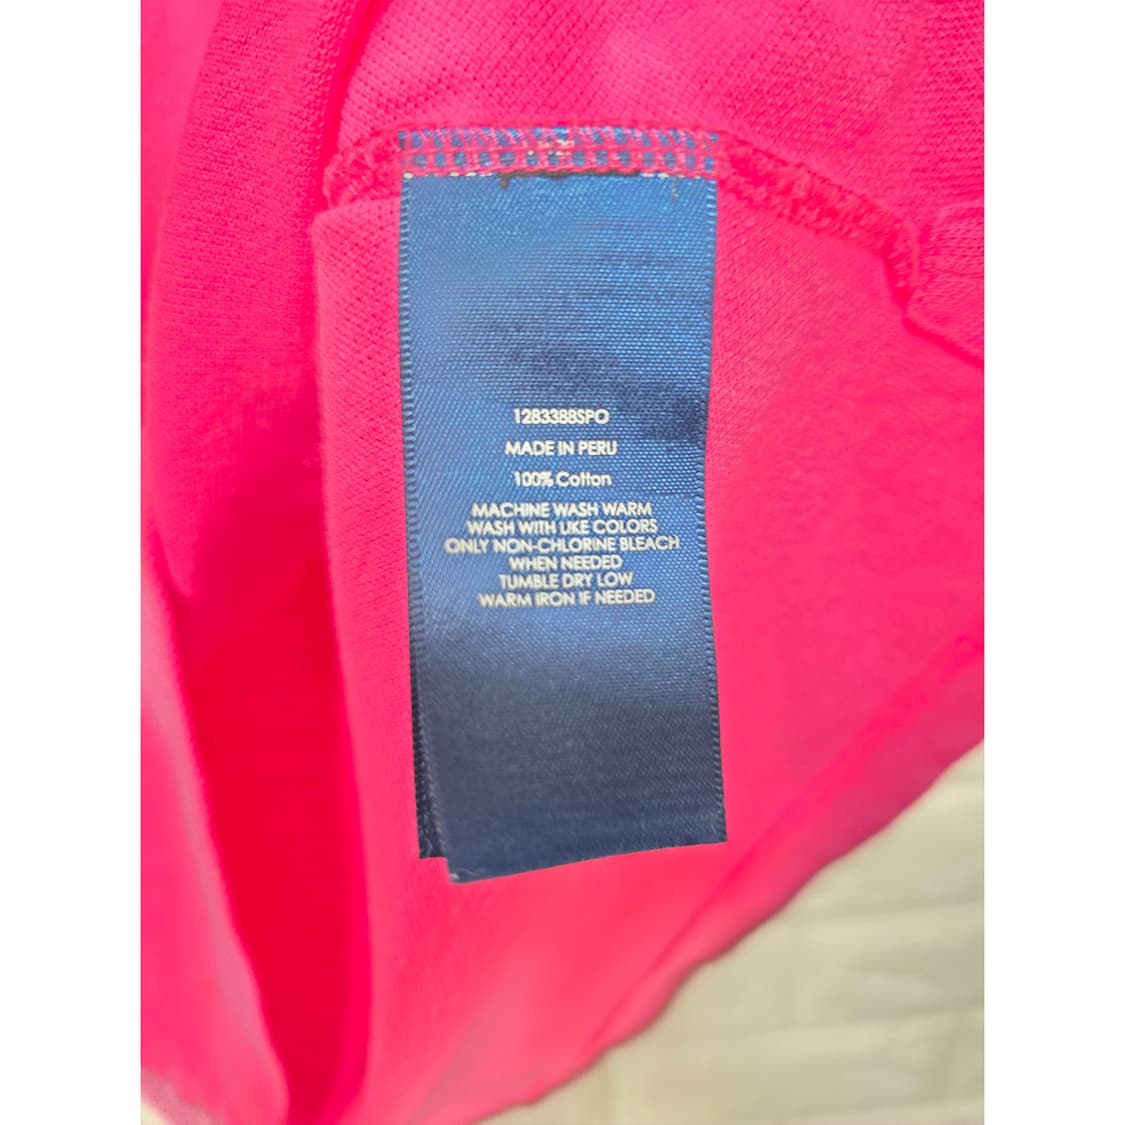 1283388SPO
MADE IN PERU
100% Cotton
MACHINE WASH WARM
WASH WITH LIKE COLORS
ONLY NON-CHLORINE BLEACH
WHEN NEEDED
TUMBLE DRY LOW
WARM IRON IF NEEDED